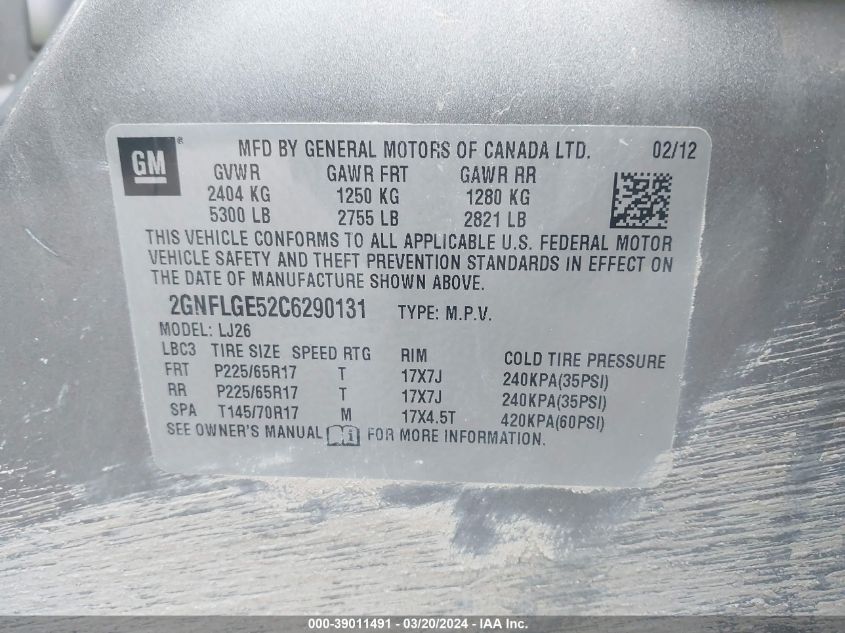 GM ® MFD BY GENERAL MOTORS OF CANADA LTD. 02/12
GVWR GAWR FRT GAWR RR
2404 KG 1250 KG 1280 KG
5300 LB 2755 LB 2821 LB
THIS VEHICLE CONFORMS TO ALL APPLICABLE U.S. FEDERAL MOTOR
VEHICLE SAFETY AND THEFT PREVENTION STANDARDS IN EFFECT ON
THE DATE OF MANUFACTURE SHOWN ABOVE.
2GNFLGE52C6290131 TYPE: M.P.V.
MODEL: LJ26
LBC3 TIRE SIZE SPEED RTG RIM COLD TIRE PRESSURE
FRT P225/65R17 T 17X7J 240KPA(35PSI)
RR P225/65R17 T 17X7J 240KPA(35PSI)
SPA T145/70R17 M 17X4.5T 420KPA(60PSI)
SEE OWNER'S MANUAL FOR MORE INFORMATION.
000-39011491 - 03/20/2024 - IAAI Inc.